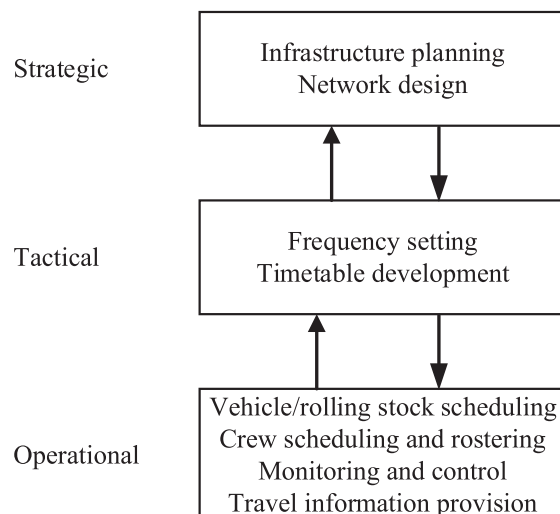 Strategic
Infrastructure planning
Network design
Tactical
Frequency setting
Timetable development
Operational
Vehicle/rolling stock scheduling
Crew scheduling and rostering
Monitoring and control
Travel information provision